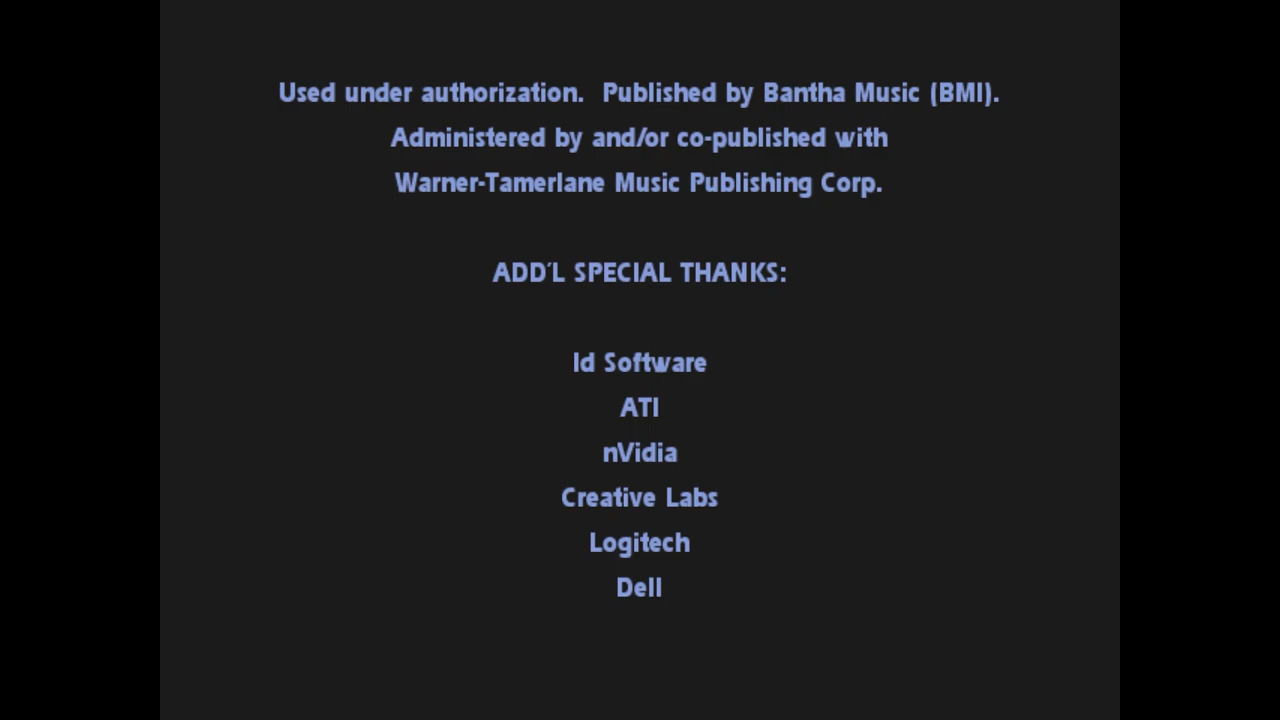 Used under authorization.  Published by Bantha Music (BMI).
Administered by and/or co-published with
Warner-Tamerlane Music Publishing Corp.
ADD'L SPECIAL THANKS:
Id Software
ATI
nVidia
Creative Labs
Logitech
Dell